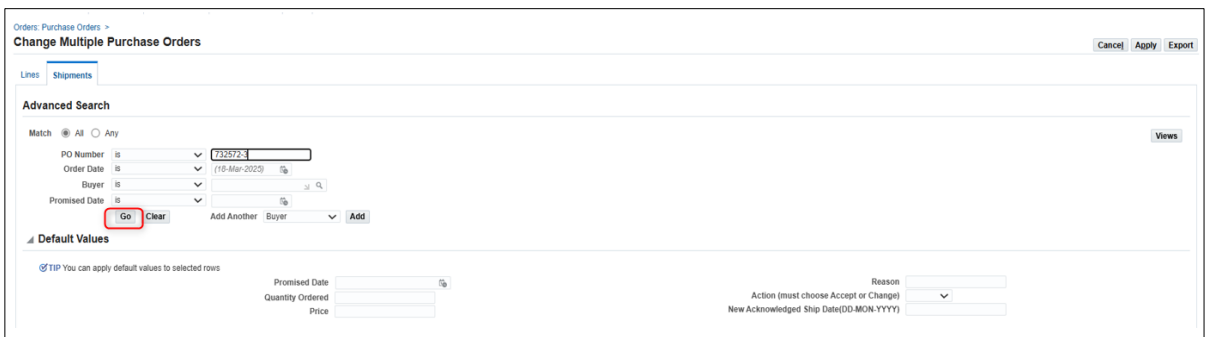 Orders: Purchase Orders >
Change Multiple Purchase Orders
Cancel Apply Export
Lines Shipments
Advanced Search
Match All Any
Views
PO Number is 732572-3
Order Date is (18-Mar-2025)
Buyer is
Promised Date is
Go Clear Add Another Buyer Add
Default Values
TIP You can apply default values to selected rows
Promised Date Reason
Quantity Ordered Action (must choose Accept or Change)
Price New Acknowledged Ship Date(DD-MON-YYYY)